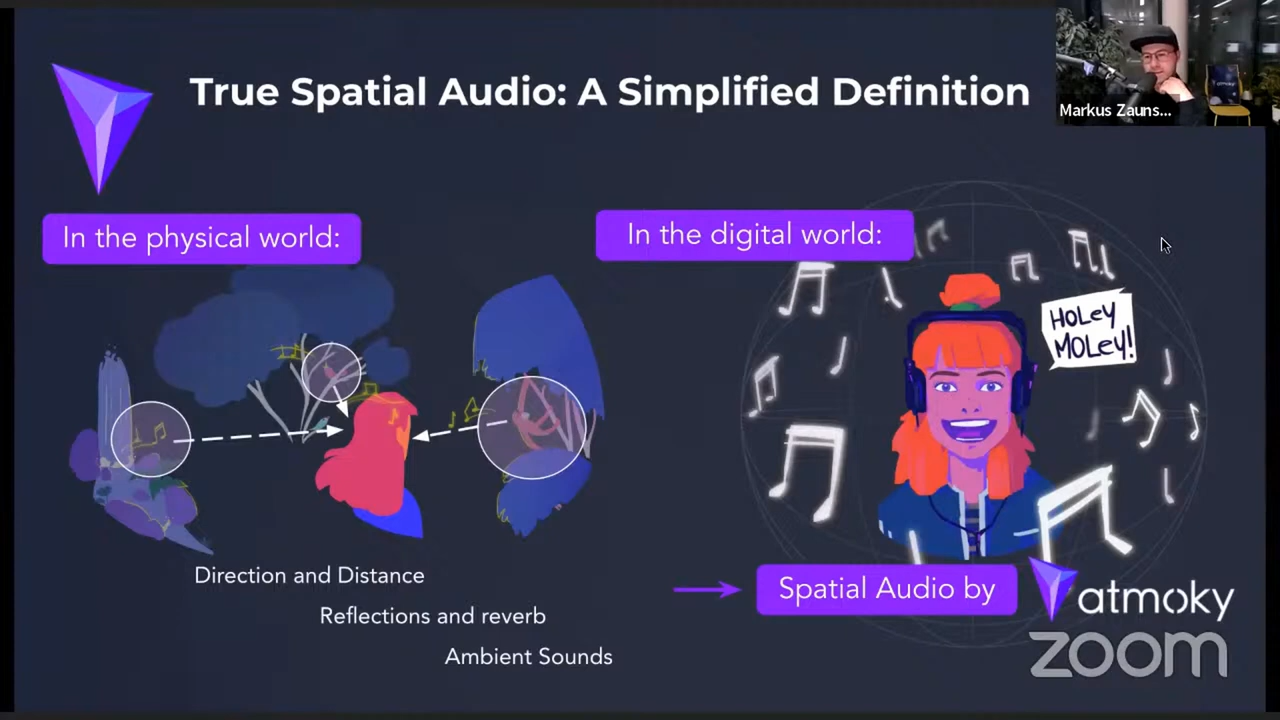 True Spatial Audio: A Simplified Definition
Markus Zauns...
In the physical world:
In the digital world:
HOLEY
MOLEY!
Direction and Distance
Reflections and reverb
Ambient Sounds
Spatial Audio by
atmoky
zoom